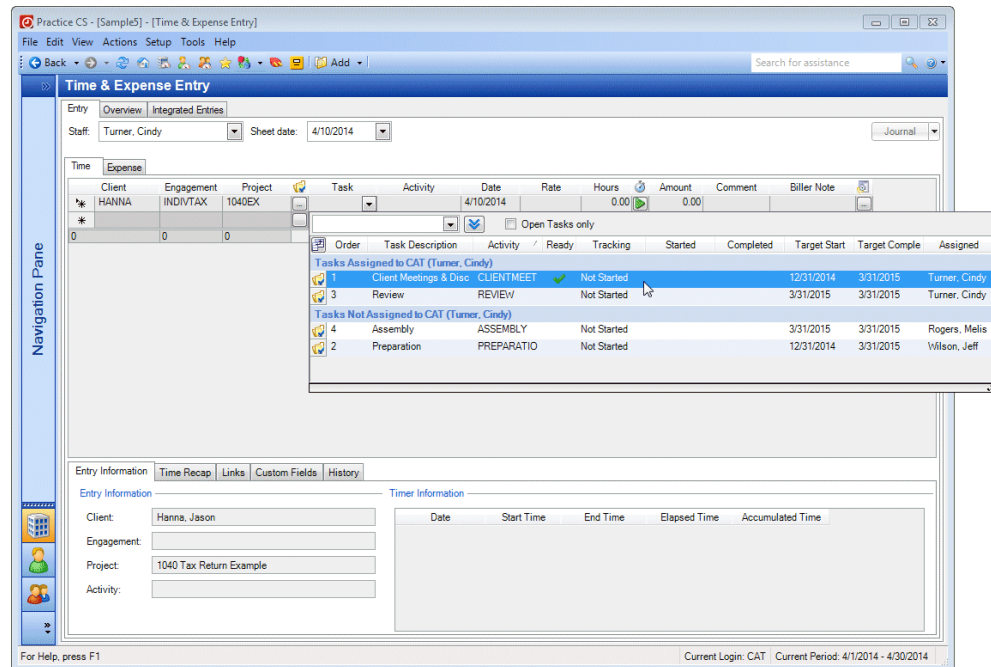 Practice CS - [Sample5] - [Time & Expense Entry]
File Edit View Actions Setup Tools Help
Back Add Search for assistance
Time & Expense Entry
Entry Overview Integrated Entries
Staff: Turner, Cindy Sheet date: 4/10/2014 Journal
Time Expense
Client Engagement Project Task Activity Date Rate Hours Amount Comment Biller Note
HANNA INDIVTAX 1040EX ... 4/10/2014 0.00 0.00 ...
* ...
0 0 0
Open Tasks only
Order Task Description Activity Ready Tracking Started Completed Target Start Target Comple Assigned
Tasks Assigned to CAT (Turner, Cindy)
1 Client Meetings & Disc CLIENTMEET Not Started 12/31/2014 3/31/2015 Turner, Cindy
3 Review REVIEW Not Started 3/31/2015 3/31/2015 Turner, Cindy
Tasks Not Assigned to CAT (Turner, Cindy)
4 Assembly ASSEMBLY Not Started 3/31/2015 3/31/2015 Rogers, Melis
2 Preparation PREPARATIO Not Started 12/31/2014 3/31/2015 Wilson, Jeff
Navigation Pane
Entry Information Time Recap Links Custom Fields History
Entry Information Timer Information
Client: Hanna, Jason
Date Start Time End Time Elapsed Time Accumulated Time
Engagement:
Project: 1040 Tax Return Example
Activity:
For Help, press F1 Current Login: CAT Current Period: 4/1/2014 - 4/30/2014